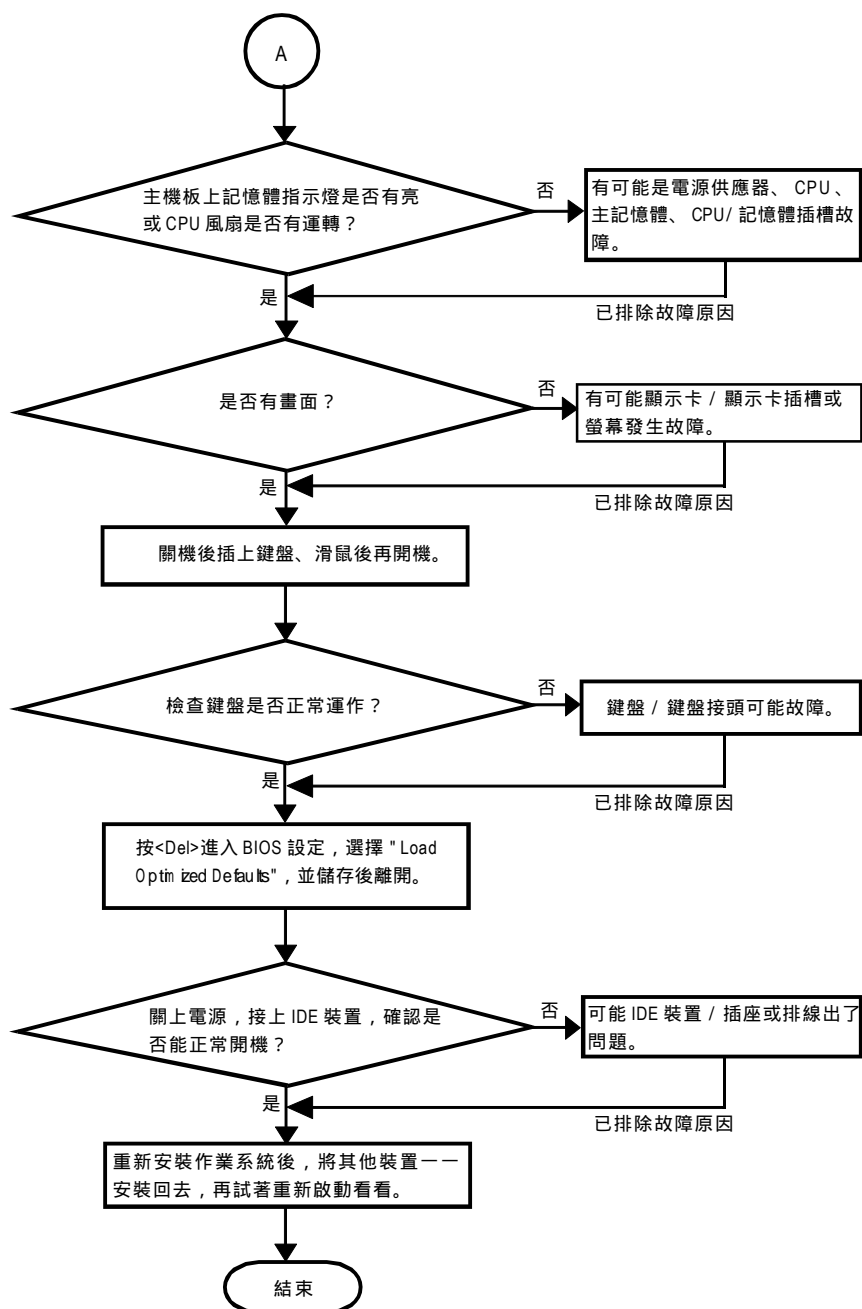 A
主機板上記憶體指示燈是否有亮
或 CPU 風扇是否有運轉？
否
有可能是電源供應器、 CPU 、
主記憶體、 CPU/ 記憶體插槽故
障。
是
已排除故障原因
是否有畫面？
否
有可能顯示卡 / 顯示卡插槽或
螢幕發生故障。
是
已排除故障原因
關機後插上鍵盤、滑鼠後再開機。
檢查鍵盤是否正常運作？
否
鍵盤 / 鍵盤接頭可能故障。
是
已排除故障原因
按<Del>進入 BIOS 設定，選擇 "Load
Optimized Defaults"，並儲存後離開。
關上電源，接上 IDE 裝置，確認是
否能正常開機？
否
可能 IDE 裝置 / 插座或排線出了
問題。
是
已排除故障原因
重新安裝作業系統後，將其他裝置一一
安裝回去，再試著重新啟動看看。
結束